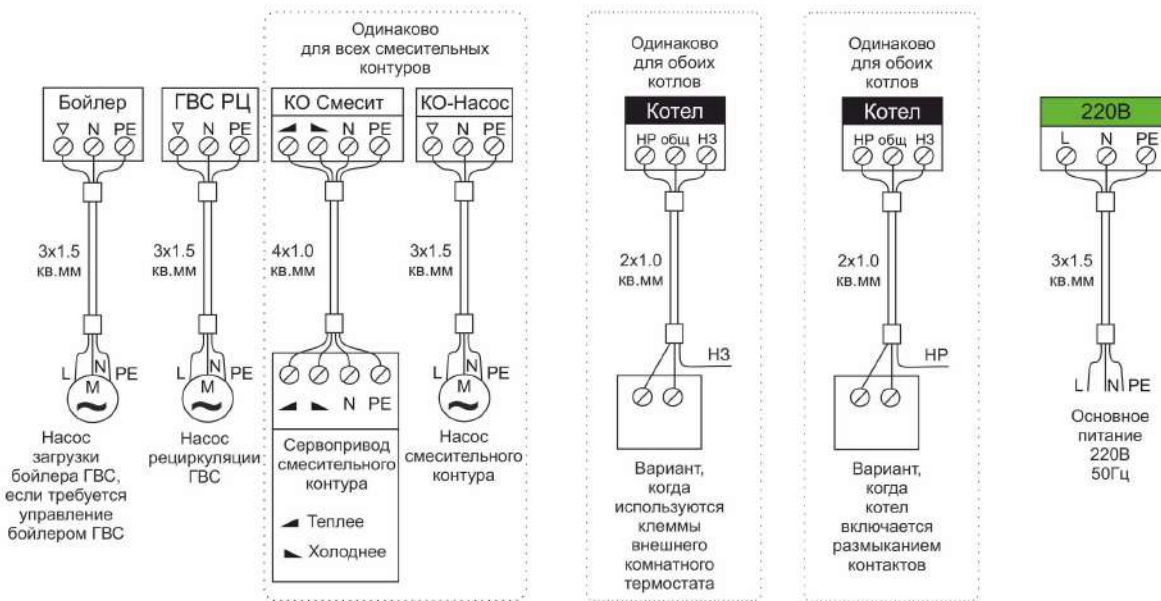 Одинаково
для всех смесительных
контуров
Бойлер
▽ N PE
3x1.5
кв.мм
L N PE
M
Насос
загрузки
бойлера ГВС,
если требуется
управление
бойлером ГВС
ГВС РЦ
▽ N PE
3x1.5
кв.мм
L N PE
M
Насос
рециркуляции
ГВС
КО Смесит
N PE
4x1.0
кв.мм
N PE
Сервопривод
смесительного
контура
Теплее
Холоднее
КО-Насос
▽ N PE
3x1.5
кв.мм
L N PE
M
Насос
смесительного
контура
Одинаково
для обоих
котлов
Котел
НР общ НЗ
2x1.0
кв.мм
НЗ
Вариант,
когда
используются
клеммы
внешнего
комнатного
термостата
Одинаково
для обоих
котлов
Котел
НР общ НЗ
2x1.0
кв.мм
НР
Вариант,
когда
котел
включается
размыканием
контактов
220В
L N PE
3x1.5
кв.мм
L N PE
Основное
питание
220В
50Гц